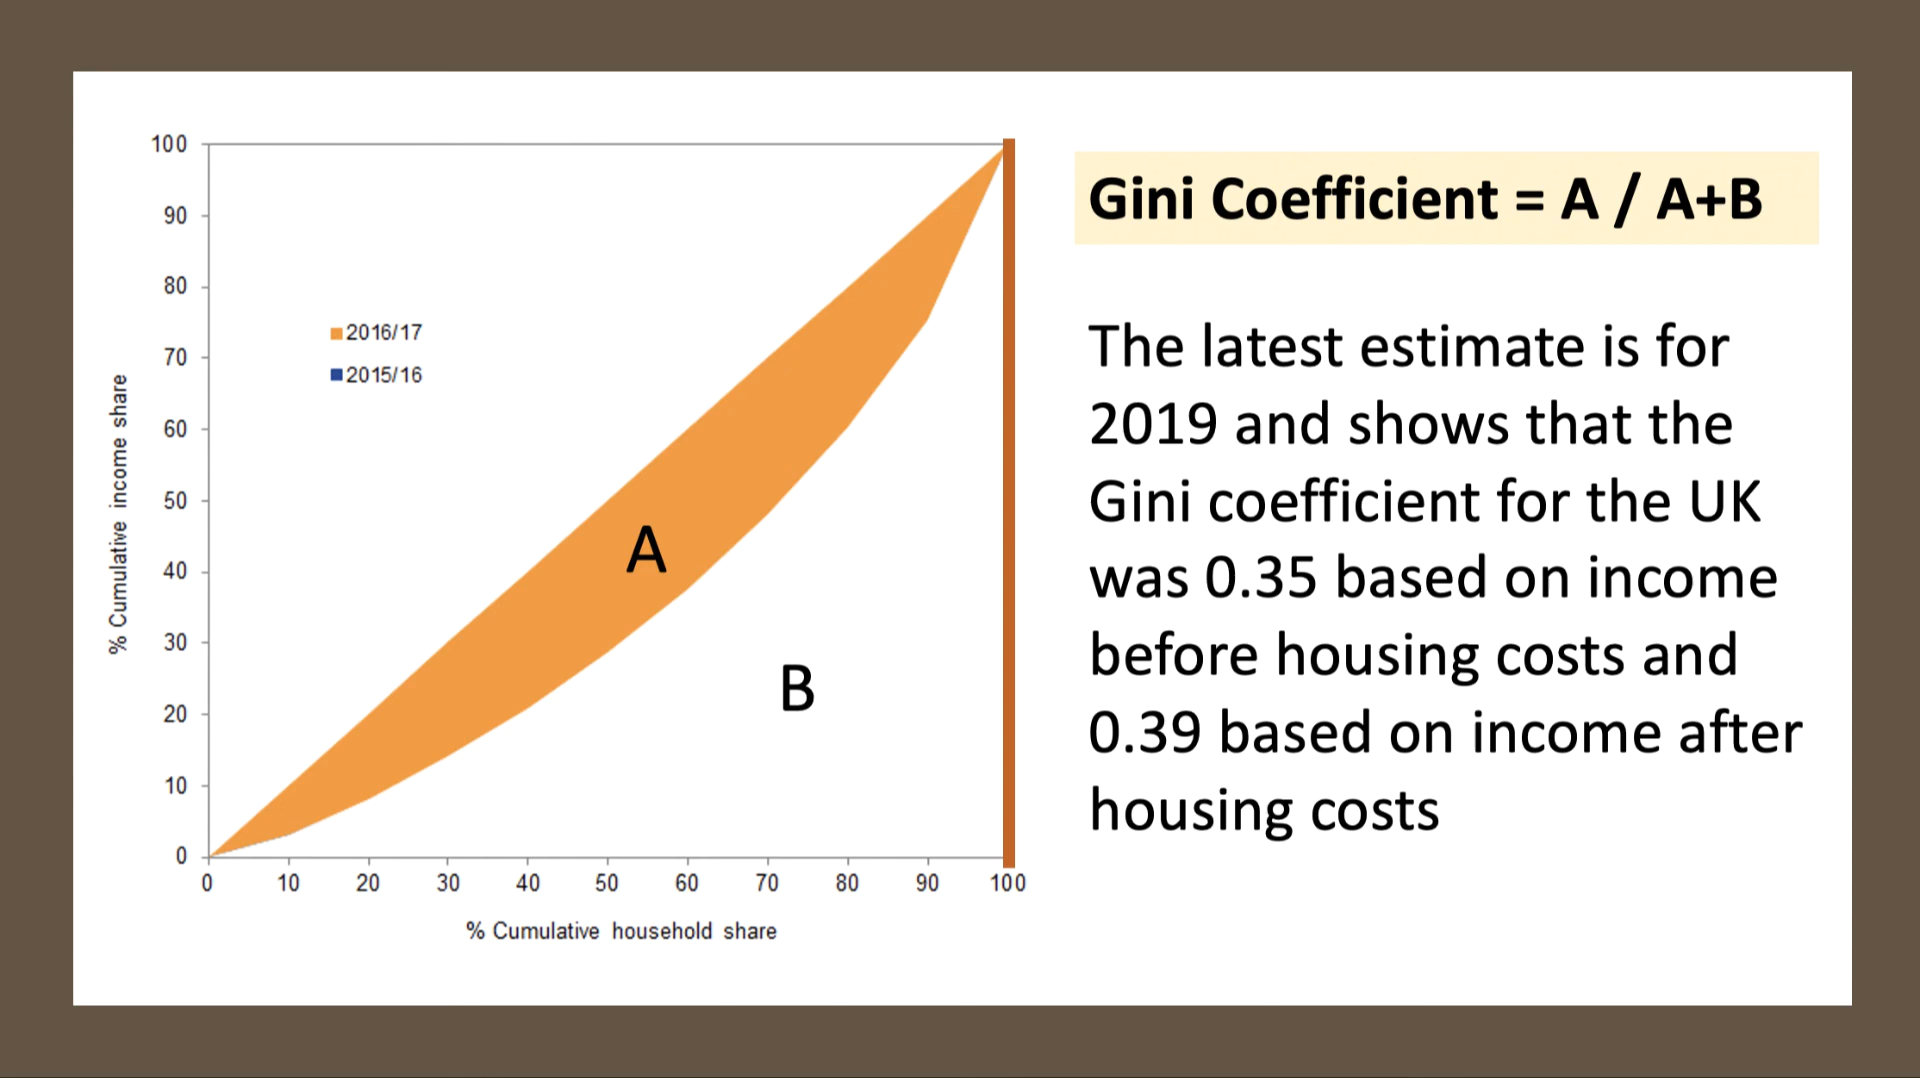 100
90
80
70
60
50
40
30
20
10
0
% Cumulative income share
2016/17
2015/16
A
B
0 10 20 30 40 50 60 70 80 90 100
% Cumulative household share
Gini Coefficient = A / A+B
The latest estimate is for
2019 and shows that the
Gini coefficient for the UK
was 0.35 based on income
before housing costs and
0.39 based on income after
housing costs